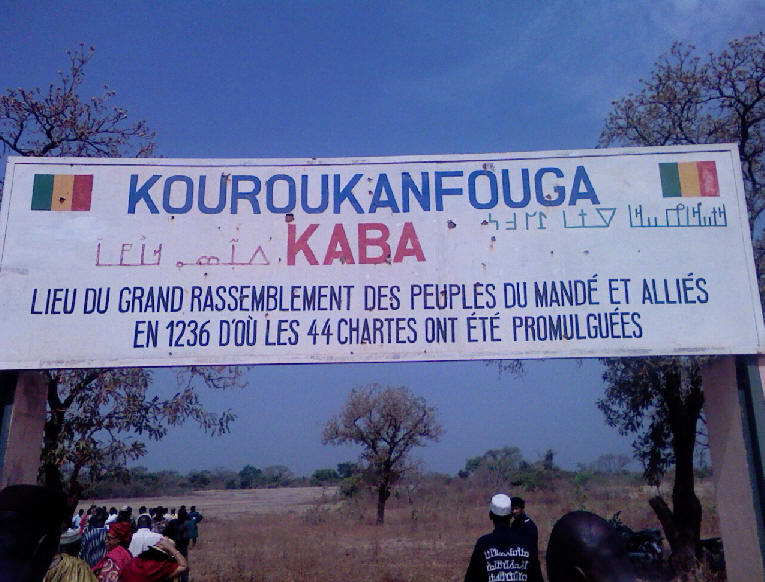 KOUROUKANFOUGA
KABA
LIEU DU GRAND RASSEMBLEMENT DES PEUPLES DU MANDÉ ET ALLIÉS
EN 1236 D'OÙ LES 44 CHARTES ONT ÉTÉ PROMULGUÉES